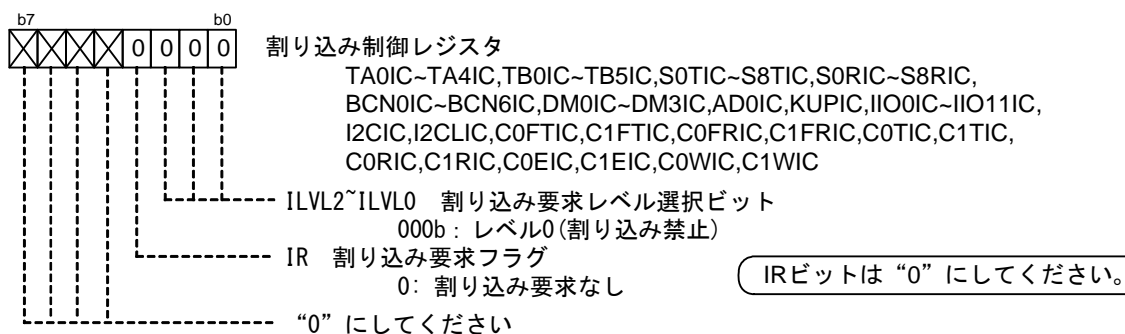 b7 b0
0 0 0 0 割り込み制御レジスタ
TA0IC~TA4IC,TB0IC~TB5IC,S0TIC~S8TIC,S0RIC~S8RIC,
BCN0IC~BCN6IC,DM0IC~DM3IC,AD0IC,KUPIC,IIO0IC~IIO11IC,
I2CIC,I2CLIC,C0FTIC,C1FTIC,C0FRIC,C1FRIC,C0TIC,C1TIC,
C0RIC,C1RIC,C0EIC,C1EIC,C0WIC,C1WIC
ILVL2~ILVL0 割り込み要求レベル選択ビット
000b : レベル0(割り込み禁止)
IR 割り込み要求フラグ
0: 割り込み要求なし
IRビットは“0”にしてください。
“0”にしてください